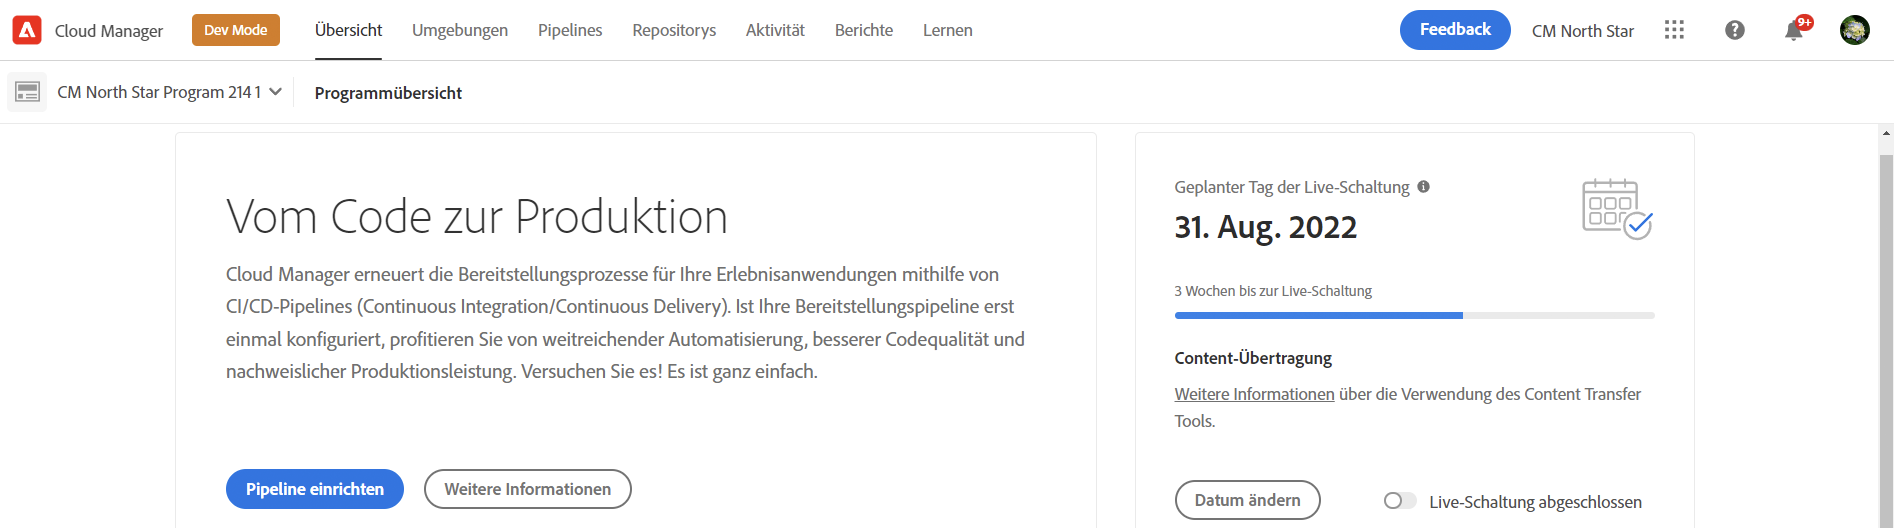 Cloud Manager
Dev Mode
Übersicht
Umgebungen
Pipelines
Repositorys
Aktivität
Berichte
Lernen
Feedback
CM North Star
9+
CM North Star Program 214 1
Programmübersicht
Vom Code zur Produktion
Cloud Manager erneuert die Bereitstellungsprozesse für Ihre Erlebnisanwendungen mithilfe von
CI/CD-Pipelines (Continuous Integration/Continuous Delivery). Ist Ihre Bereitstellungspipeline erst
einmal konfiguriert, profitieren Sie von weitreichender Automatisierung, besserer Codequalität und
nachweislicher Produktionsleistung. Versuchen Sie es! Es ist ganz einfach.
Pipeline einrichten
Weitere Informationen
Geplanter Tag der Live-Schaltung
31. Aug. 2022
3 Wochen bis zur Live-Schaltung
Content-Übertragung
Weitere Informationen über die Verwendung des Content Transfer
Tools.
Datum ändern
Live-Schaltung abgeschlossen